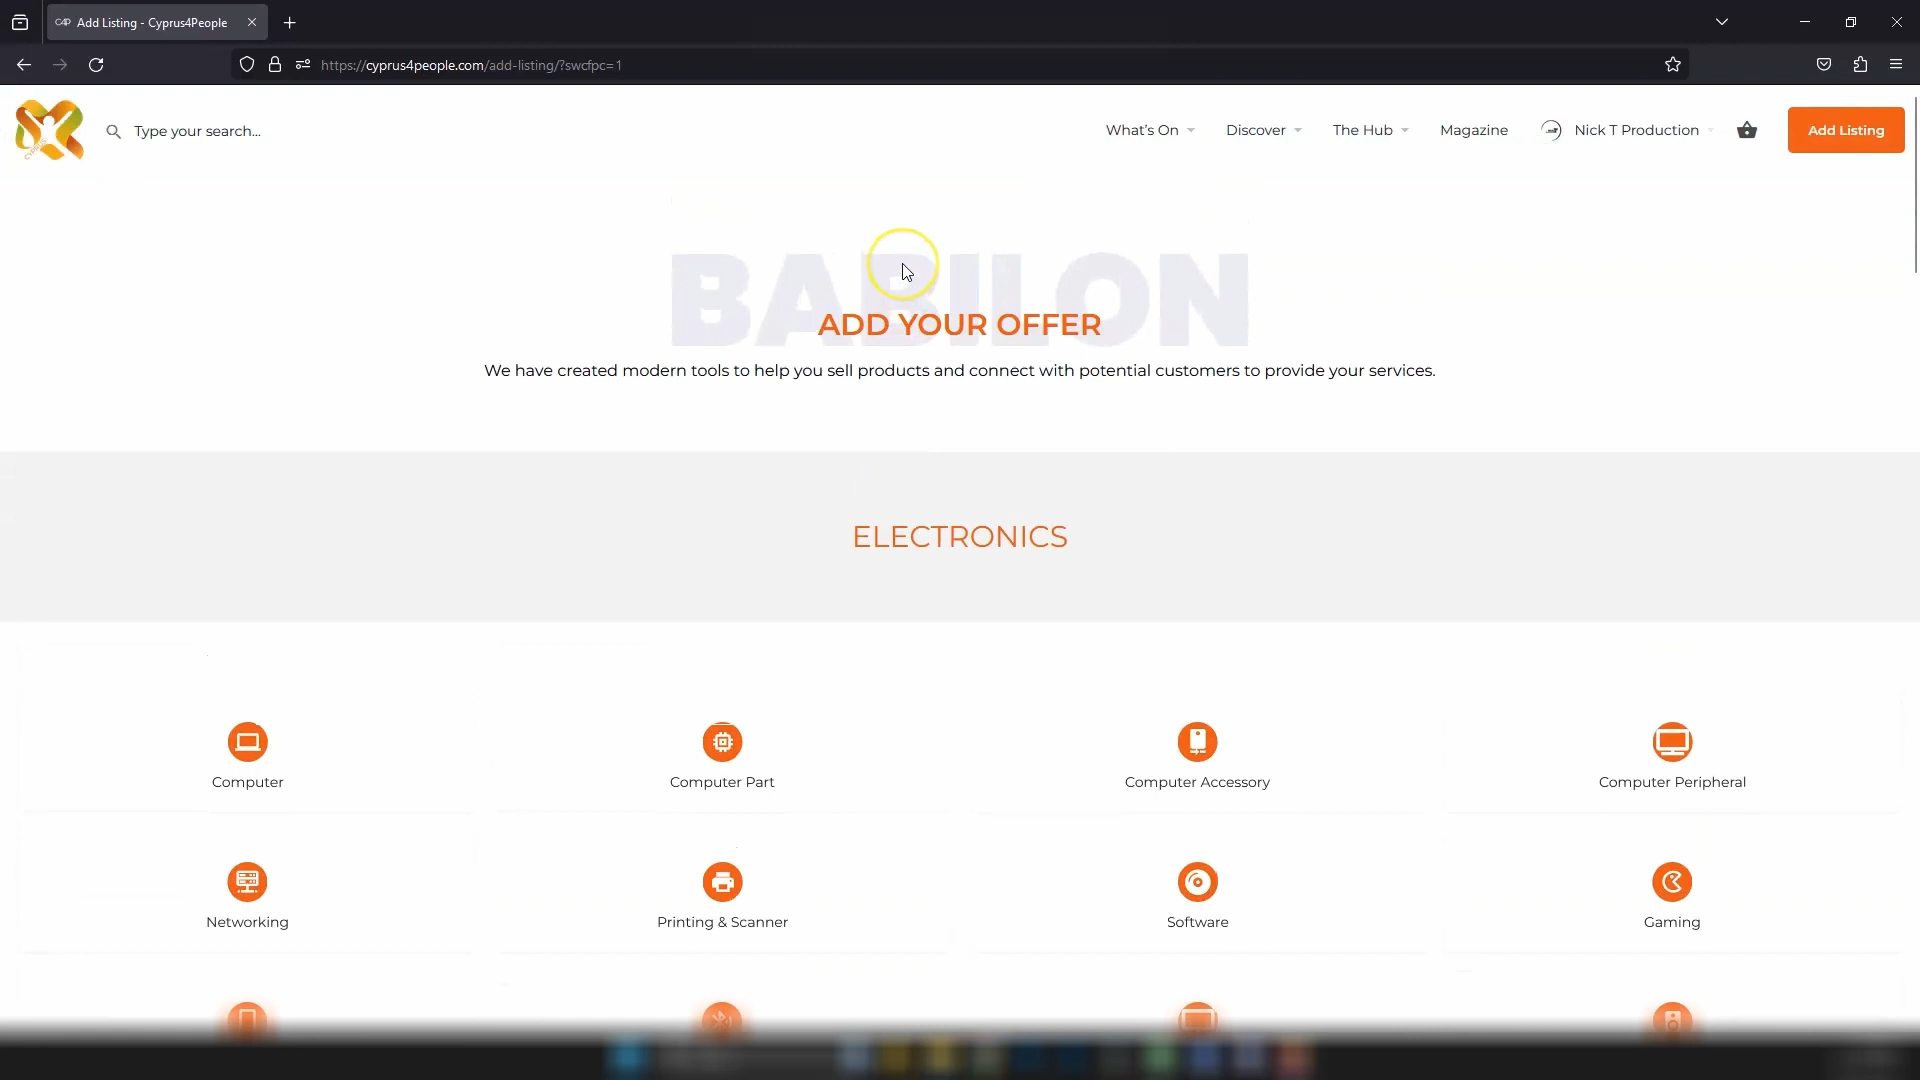 Add Listing - Cyprus4People
https://cyprus4people.com/add-listing/?swcfpc=1
CYPRUS
Type your search...
What's On
Discover
The Hub
Magazine
Nick T Production
Add Listing
BABILON
ADD YOUR OFFER
We have created modern tools to help you sell products and connect with potential customers to provide your services.
ELECTRONICS
Computer
Computer Part
Computer Accessory
Computer Peripheral
Networking
Printing & Scanner
Software
Gaming